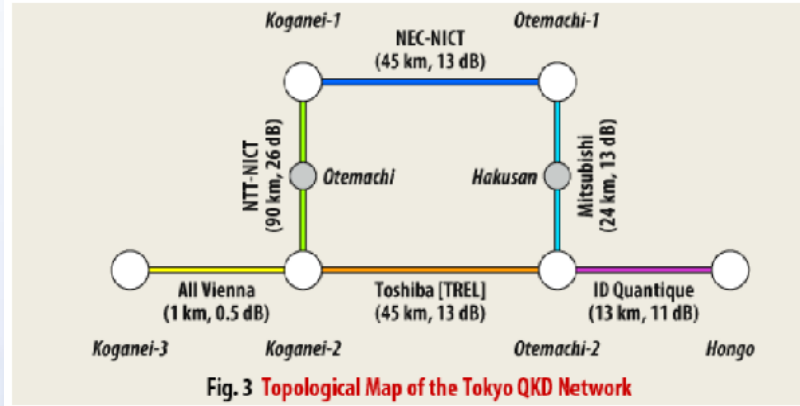 Koganei-1
Otemachi-1
NEC-NICT
(45 km, 13 dB)
NTT-NICT
(90 km, 26 dB)
Otemachi
Hakusan
Mitsubishi
(24 km, 13 dB)
All Vienna
(1 km, 0.5 dB)
Toshiba [TREL]
(45 km, 13 dB)
ID Quantique
(13 km, 11 dB)
Koganei-3
Koganei-2
Otemachi-2
Hongo
Fig. 3 Topological Map of the Tokyo QKD Network